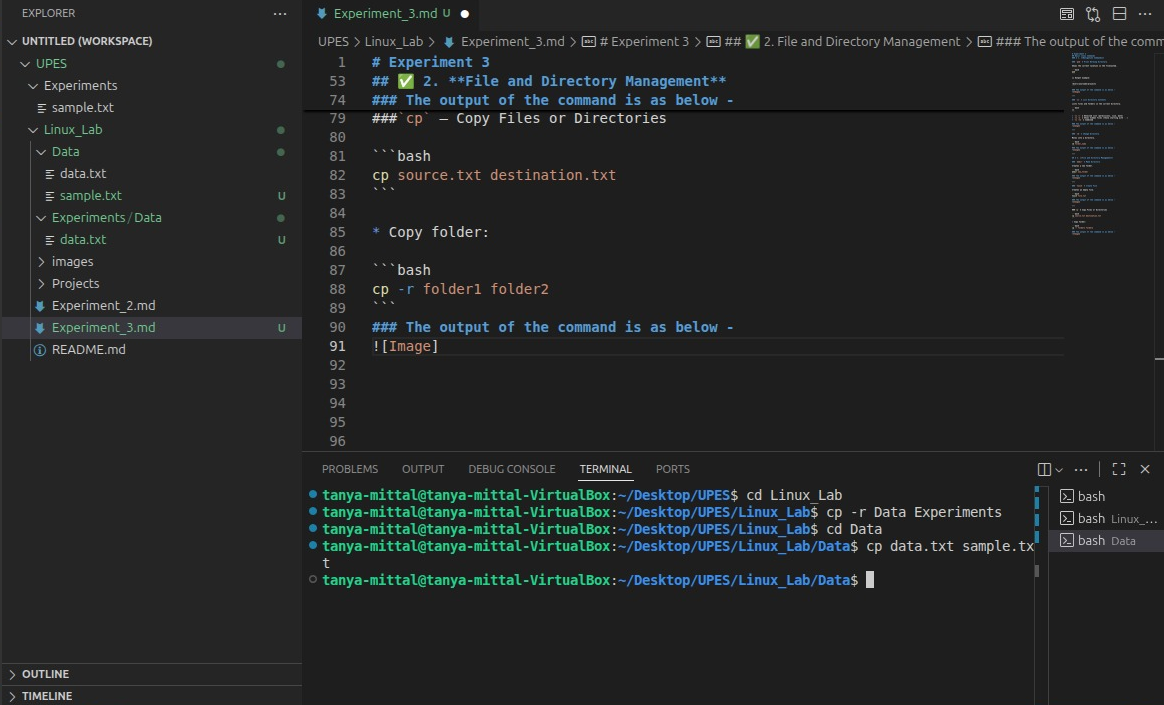 EXPLORER
UNTITLED (WORKSPACE)
UPES
Experiments
sample.txt
Linux_Lab
Data
data.txt
sample.txt U
Experiments / Data
data.txt U
images
Projects
Experiment_2.md
Experiment_3.md U
README.md
OUTLINE
TIMELINE
Experiment_3.md U
UPES > Linux_Lab > Experiment_3.md > # Experiment 3 > ## ✅ 2. File and Directory Management > ### The output of the comm
1 # Experiment 3
53 ## ✅ 2. **File and Directory Management**
74 ### The output of the command is as below -
79 ###`cp` – Copy Files or Directories
80
81 ```bash
82 cp source.txt destination.txt
83 ```
84
85 * Copy folder:
86
87 ```bash
88 cp -r folder1 folder2
89 ```
90 ### The output of the command is as below -
91 ![Image]
92
93
94
95
96
PROBLEMS OUTPUT DEBUG CONSOLE TERMINAL PORTS
tanya-mittal@tanya-mittal-VirtualBox:~/Desktop/UPES$ cd Linux_Lab
tanya-mittal@tanya-mittal-VirtualBox:~/Desktop/UPES/Linux_Lab$ cp -r Data Experiments
tanya-mittal@tanya-mittal-VirtualBox:~/Desktop/UPES/Linux_Lab$ cd Data
tanya-mittal@tanya-mittal-VirtualBox:~/Desktop/UPES/Linux_Lab/Data$ cp data.txt sample.tx
t
tanya-mittal@tanya-mittal-VirtualBox:~/Desktop/UPES/Linux_Lab/Data$
bash
bash Linux_...
bash Data